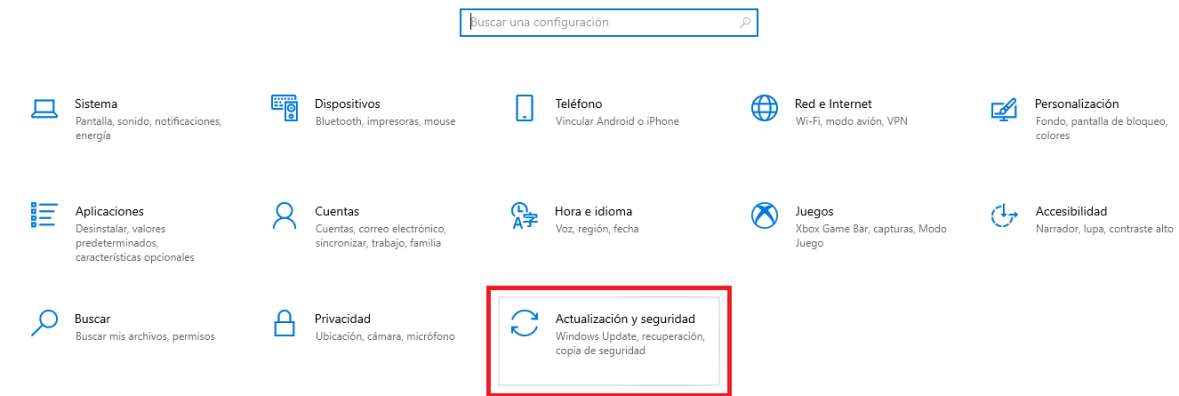 Buscar una configuración
Sistema
Pantalla, sonido, notificaciones,
energía
Dispositivos
Bluetooth, impresoras, mouse
Teléfono
Vincular Android o iPhone
Red e Internet
Wi-Fi, modo avión, VPN
Personalización
Fondo, pantalla de bloqueo,
colores
Aplicaciones
Desinstalar, valores
predeterminados,
características opcionales
Cuentas
Cuentas, correo electrónico,
sincronizar, trabajo, familia
Hora e idioma
Voz, región, fecha
Juegos
Xbox Game Bar, capturas, Modo
Juego
Accesibilidad
Narrador, lupa, contraste alto
Buscar
Buscar mis archivos, permisos
Privacidad
Ubicación, cámara, micrófono
Actualización y seguridad
Windows Update, recuperación,
copia de seguridad